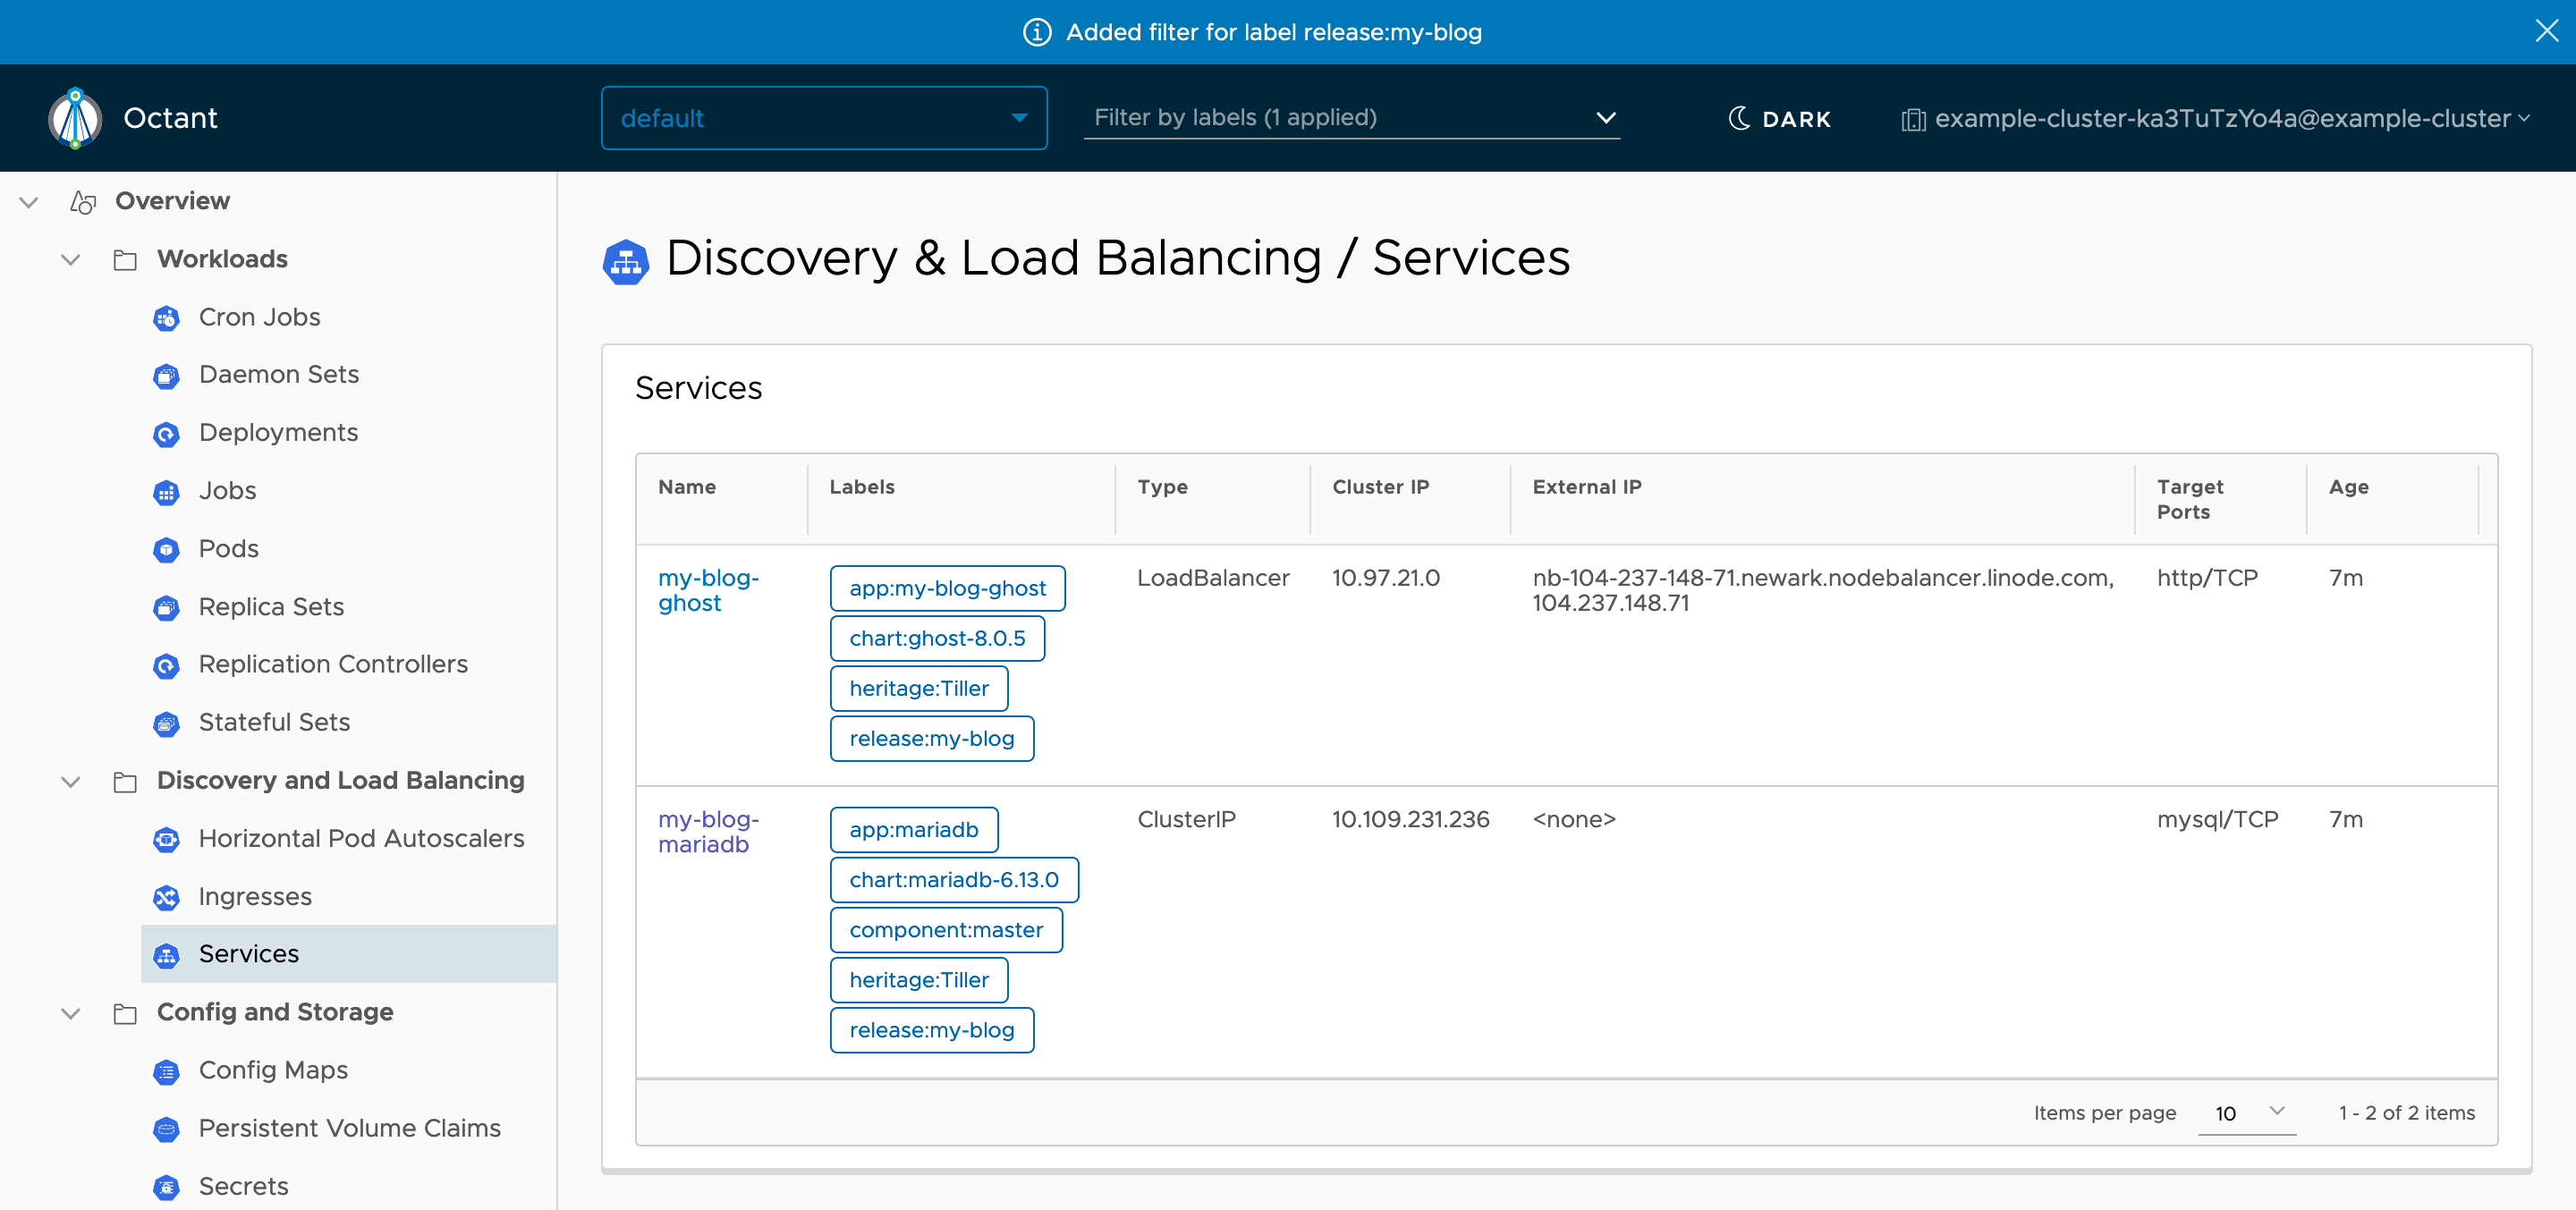 Added filter for label release:my-blog
Octant
default
Filter by labels (1 applied)
DARK
example-cluster-ka3TuTzYo4a@example-cluster
Overview
Workloads
Cron Jobs
Daemon Sets
Deployments
Jobs
Pods
Replica Sets
Replication Controllers
Stateful Sets
Discovery and Load Balancing
Horizontal Pod Autoscalers
Ingresses
Services
Config and Storage
Config Maps
Persistent Volume Claims
Secrets
Discovery & Load Balancing / Services
Services
Name
Labels
Type
Cluster IP
External IP
Target
Ports
Age
my-blog-
ghost
app:my-blog-ghost
chart:ghost-8.0.5
heritage:Tiller
release:my-blog
LoadBalancer
10.97.21.0
nb-104-237-148-71.newark.nodebalancer.linode.com,
104.237.148.71
http/TCP
7m
my-blog-
mariadb
app:mariadb
chart:mariadb-6.13.0
component:master
heritage:Tiller
release:my-blog
ClusterIP
10.109.231.236
<none>
mysql/TCP
7m
Items per page
10
1 - 2 of 2 items